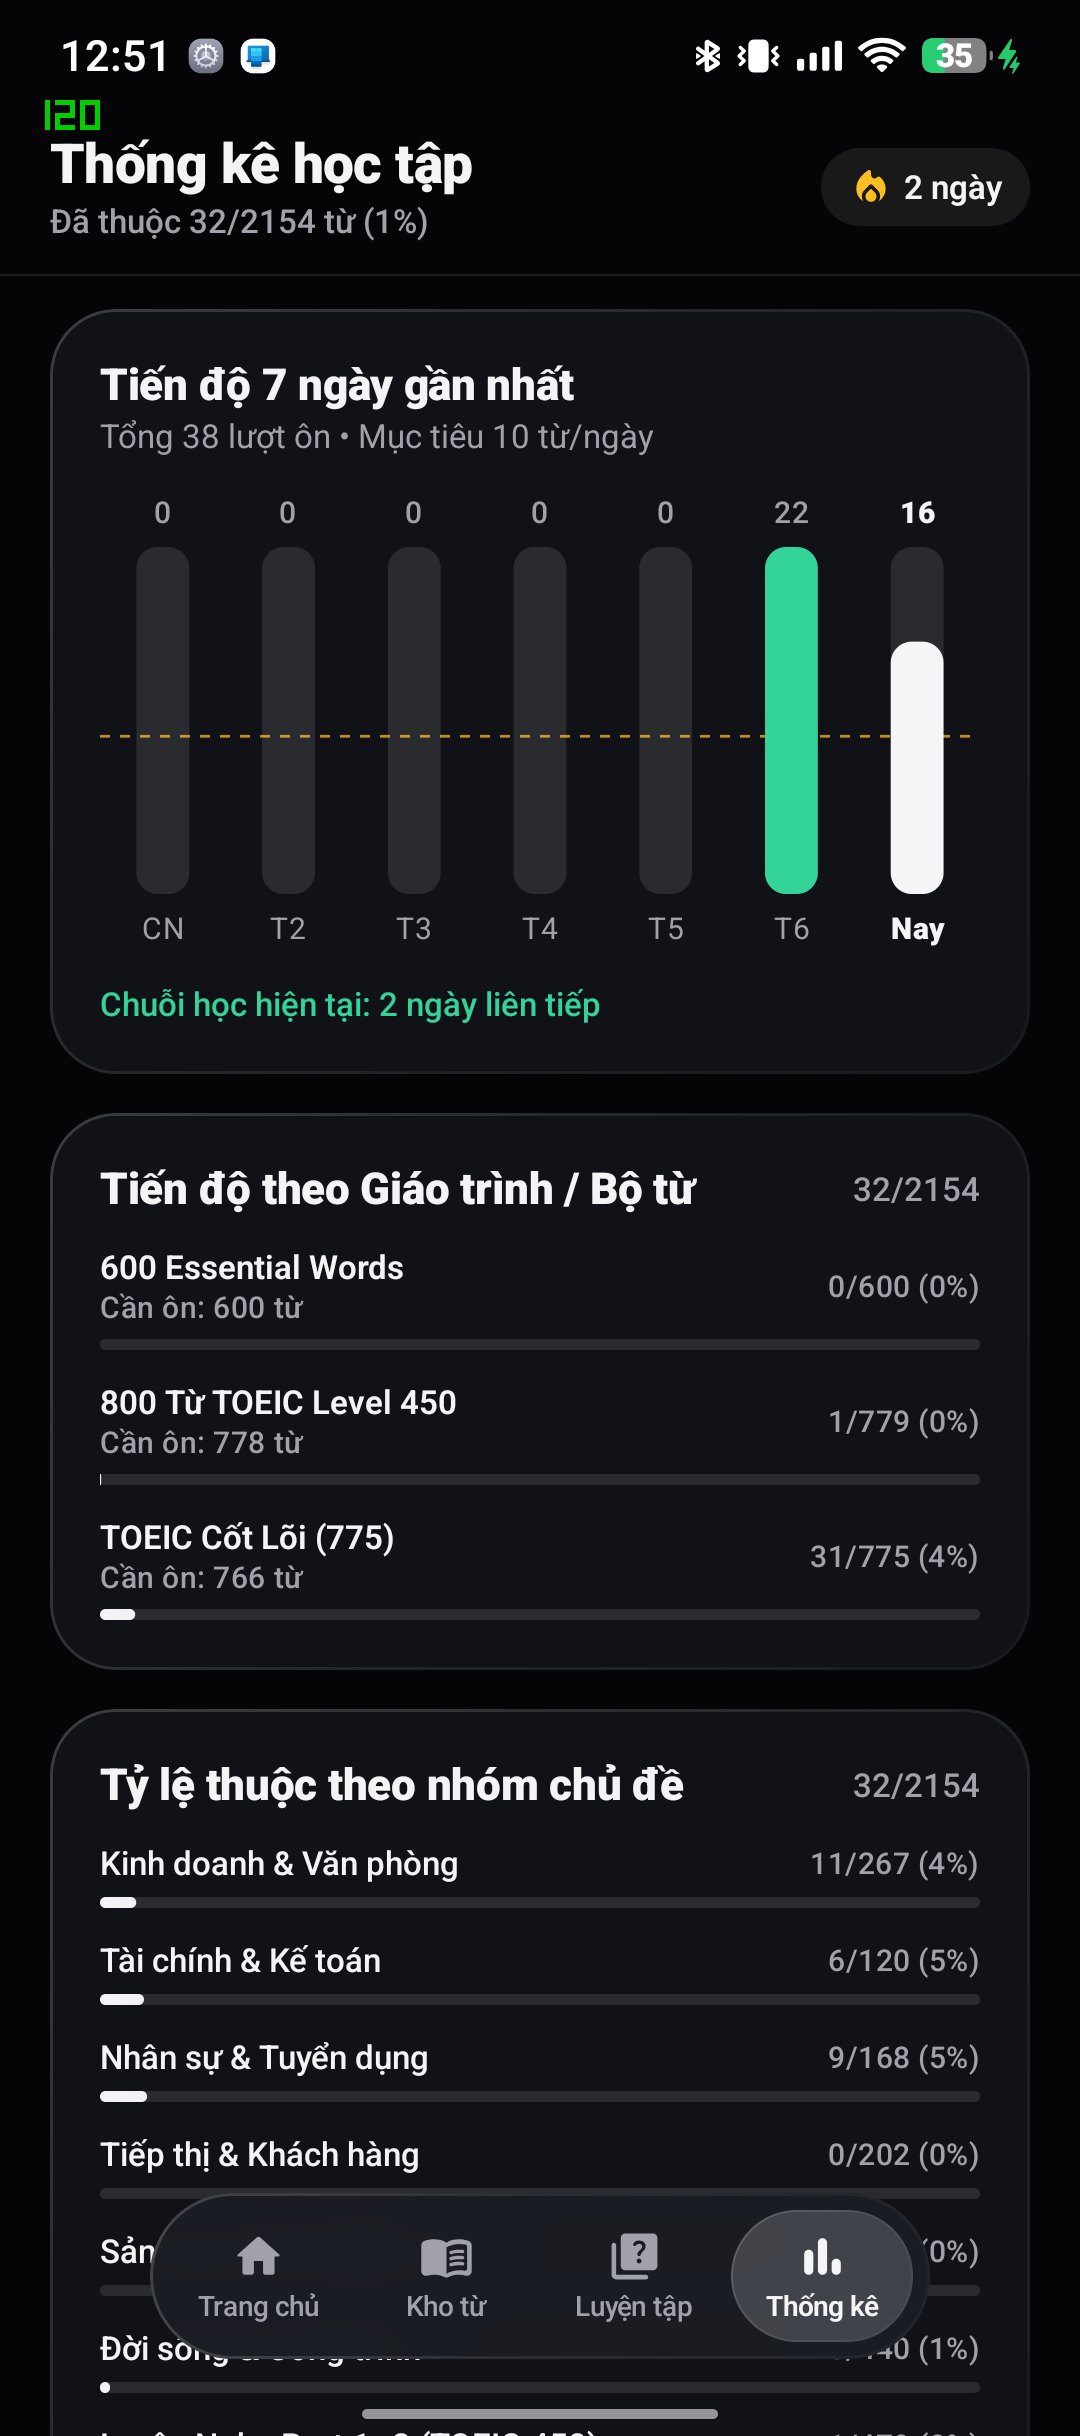 12:51
35
120
Thống kê học tập
Đã thuộc 32/2154 từ (1%)
2 ngày
Tiến độ 7 ngày gần nhất
Tổng 38 lượt ôn • Mục tiêu 10 từ/ngày
0 0 0 0 0 22 16
CN T2 T3 T4 T5 T6 Nay
Chuỗi học hiện tại: 2 ngày liên tiếp
Tiến độ theo Giáo trình / Bộ từ 32/2154
600 Essential Words
0/600 (0%)
Cần ôn: 600 từ
800 Từ TOEIC Level 450
1/779 (0%)
Cần ôn: 778 từ
TOEIC Cốt Lõi (775)
31/775 (4%)
Cần ôn: 766 từ
Tỷ lệ thuộc theo nhóm chủ đề 32/2154
Kinh doanh & Văn phòng 11/267 (4%)
Tài chính & Kế toán 6/120 (5%)
Nhân sự & Tuyển dụng 9/168 (5%)
Tiếp thị & Khách hàng 0/202 (0%)
(0%)
Đời (1%)
Trang chủ Kho từ Luyện tập Thống kê